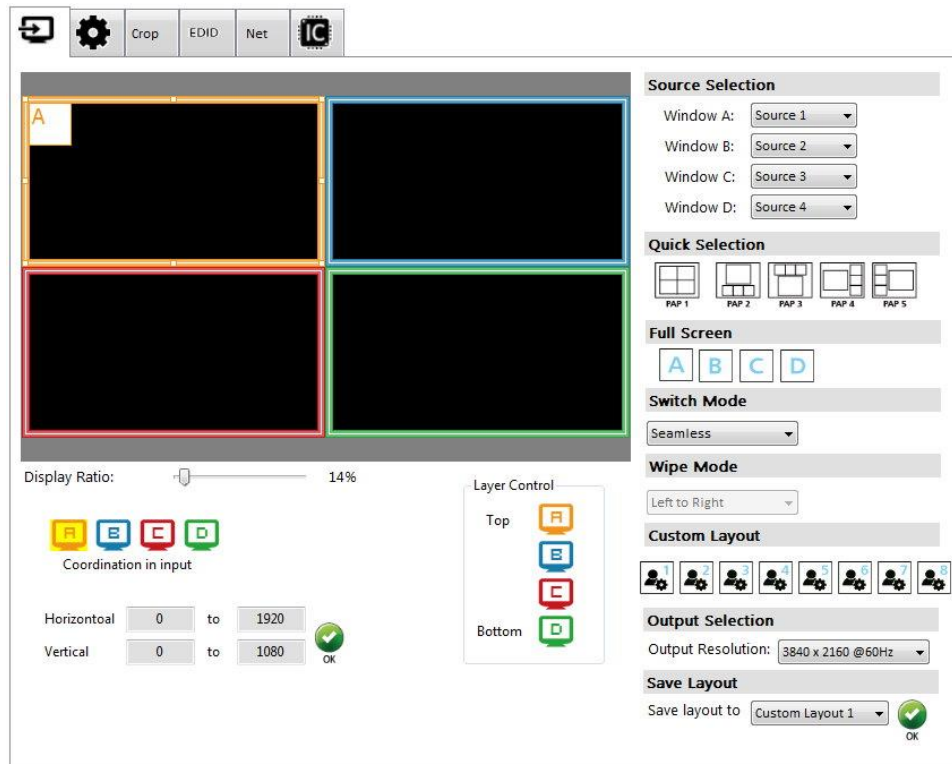 Crop EDID Net IC
A
Source Selection
Window A: Source 1
Window B: Source 2
Window C: Source 3
Window D: Source 4
Quick Selection
PAP 1 PAP 2 PAP 3 PAP 4 PAP 5
Full Screen
A B C D
Switch Mode
Seamless
Wipe Mode
Left to Right
Custom Layout
1 2 3 4 5 6 7 8
Output Selection
Output Resolution: 3840 x 2160 @60Hz
Save Layout
Save layout to Custom Layout 1
OK
Display Ratio: 14%
A B C D
Coordination in input
Horizontoal 0 to 1920
Vertical 0 to 1080
OK
Layer Control
Top A
B
C
Bottom D